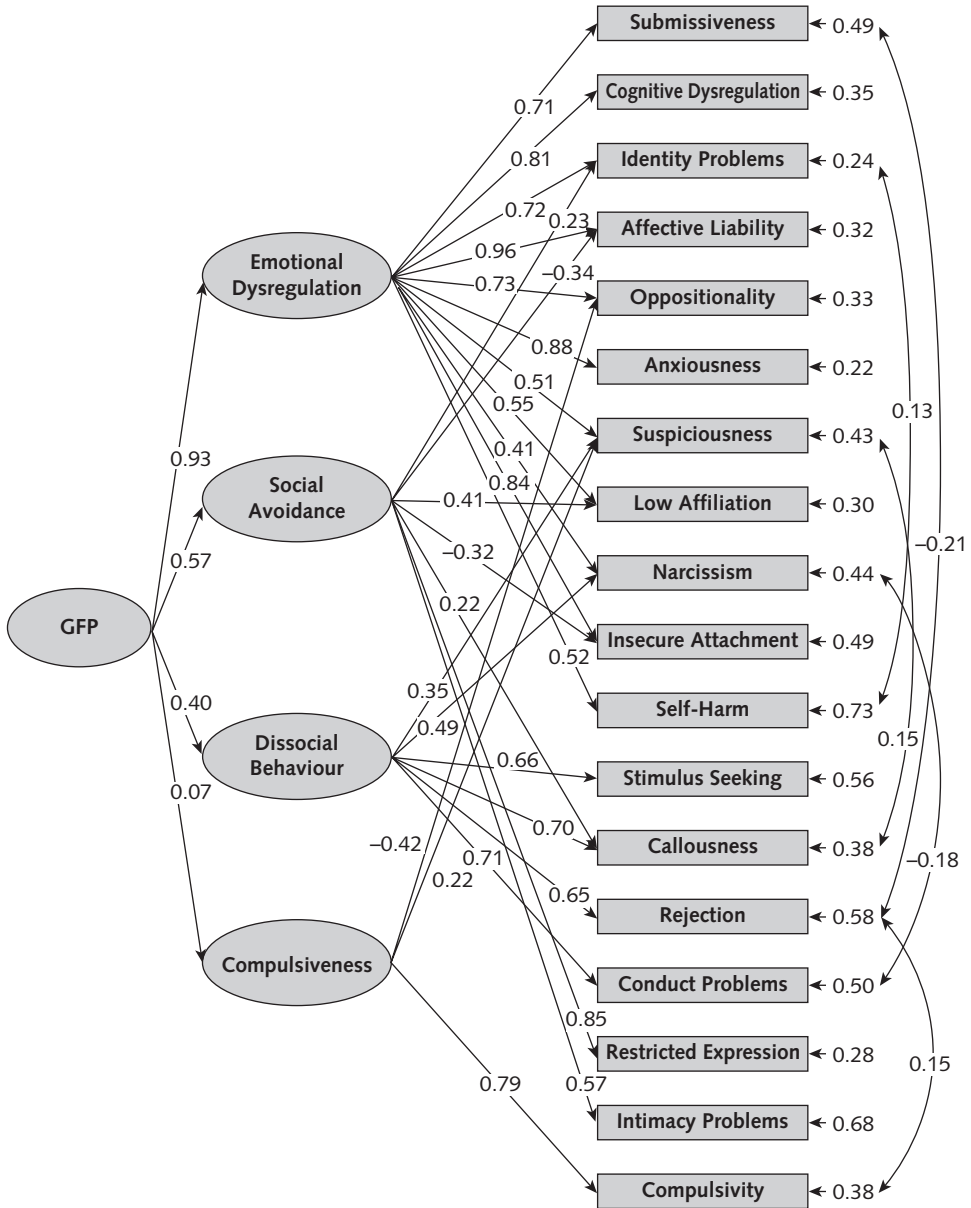 Submissiveness
0.49
Cognitive Dysregulation
0.35
0.71
0.81
Identity Problems
0.24
0.72
0.23
Affective Liability
0.32
0.96
Emotional
Dysregulation
−0.34
0.73
Oppositionality
0.33
0.88
Anxiousness
0.22
0.51
0.55
0.13
Suspiciousness
0.43
0.41
0.93
0.84
Social
Avoidance
0.41
Low Affiliation
0.30
−0.21
−0.32
0.57
Narcissism
0.44
0.22
GFP
Insecure Attachment
0.49
0.52
0.35
0.40
0.49
Self-Harm
0.73
0.15
Dissocial
Behaviour
0.66
Stimulus Seeking
0.56
0.07
0.70
−0.42
0.71
Callousness
0.38
−0.18
0.22
0.65
Rejection
0.58
Compulsiveness
Conduct Problems
0.50
0.85
Restricted Expression
0.28
0.15
0.79
0.57
Intimacy Problems
0.68
Compulsivity
0.38